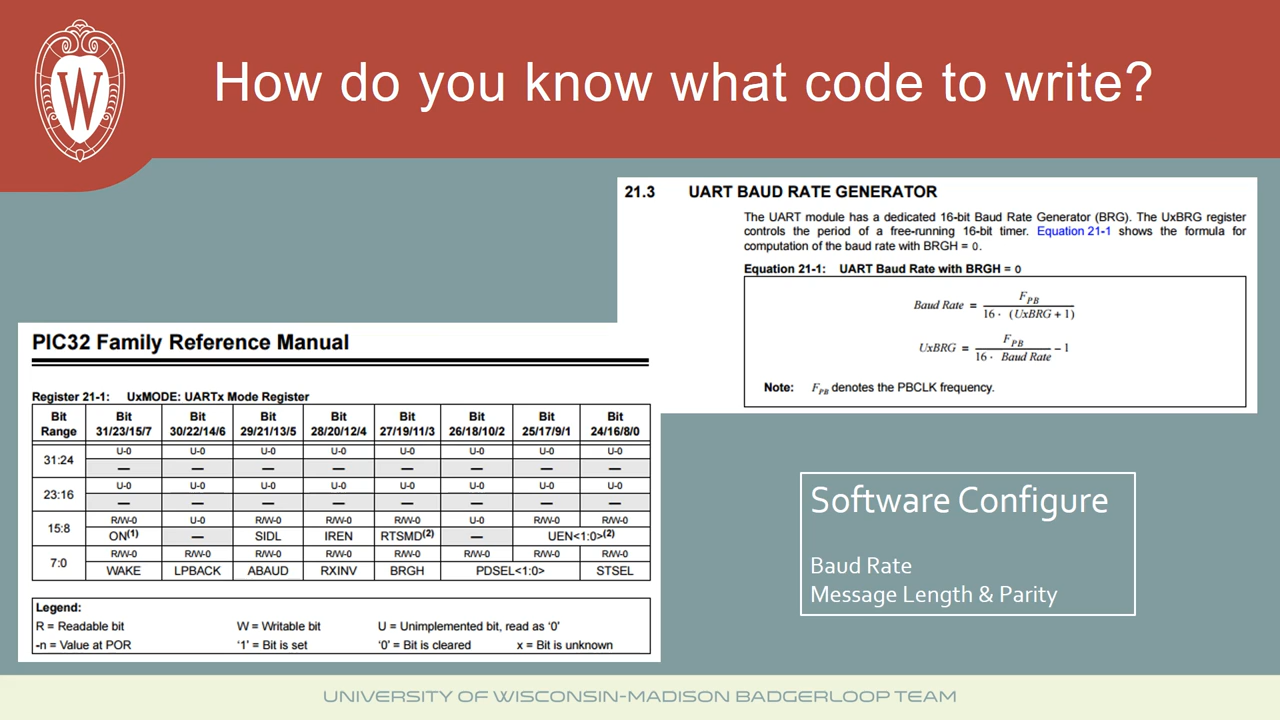 W
How do you know what code to write?
21.3 UART BAUD RATE GENERATOR
The UART module has a dedicated 16-bit Baud Rate Generator (BRG). The UxBRG register
controls the period of a free-running 16-bit timer. Equation 21-1 shows the formula for
computation of the baud rate with BRGH = 0.
Equation 21-1: UART Baud Rate with BRGH = 0
Baud Rate = F_PB / (16 · (UxBRG + 1))
UxBRG = F_PB / (16 · Baud Rate) – 1
Note: F_PB denotes the PBCLK frequency.
PIC32 Family Reference Manual
Register 21-1: UxMODE: UARTx Mode Register
Bit Range Bit 31/23/15/7 Bit 30/22/14/6 Bit 29/21/13/5 Bit 28/20/12/4 Bit 27/19/11/3 Bit 26/18/10/2 Bit 25/17/9/1 Bit 24/16/8/0
31:24 U-0 U-0 U-0 U-0 U-0 U-0 U-0 U-0
— — — — — — — —
23:16 U-0 U-0 U-0 U-0 U-0 U-0 U-0 U-0
— — — — — — — —
15:8 R/W-0 U-0 R/W-0 R/W-0 R/W-0 U-0 R/W-0 R/W-0
ON(1) — SIDL IREN RTSMD(2) — UEN<1:0>(2)
7:0 R/W-0 R/W-0 R/W-0 R/W-0 R/W-0 R/W-0 R/W-0 R/W-0
WAKE LPBACK ABAUD RXINV BRGH PDSEL<1:0> STSEL
Legend:
R = Readable bit W = Writable bit U = Unimplemented bit, read as ‘0’
-n = Value at POR ‘1’ = Bit is set ‘0’ = Bit is cleared x = Bit is unknown
Software Configure
Baud Rate
Message Length & Parity
UNIVERSITY OF WISCONSIN-MADISON BADGERLOOP TEAM